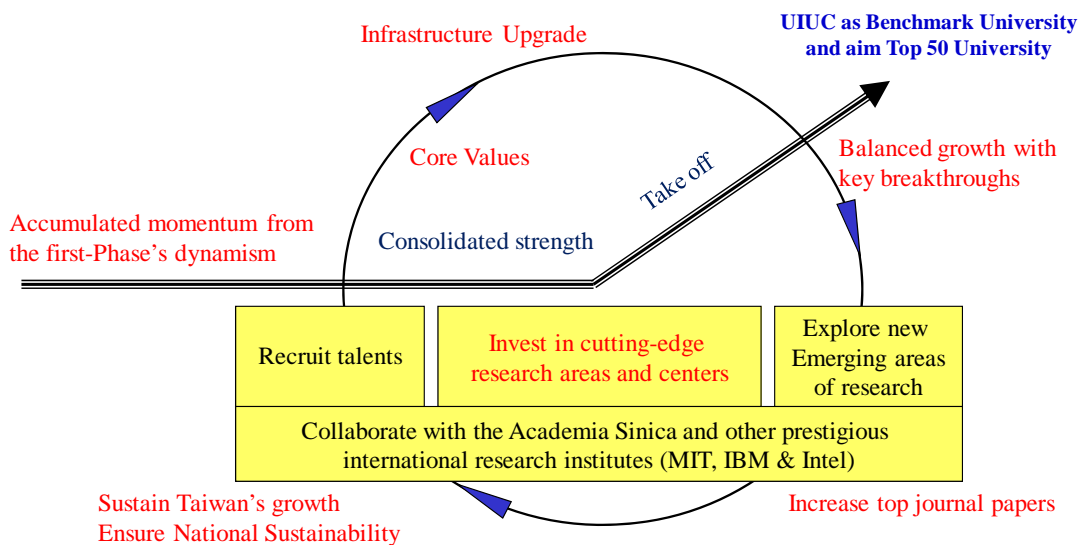 Infrastructure Upgrade
UIUC as Benchmark University
and aim Top 50 University
Core Values
Take off
Balanced growth with
key breakthroughs
Accumulated momentum from
the first-Phase’s dynamism
Consolidated strength
Recruit talents
Invest in cutting-edge
research areas and centers
Explore new
Emerging areas
of research
Collaborate with the Academia Sinica and other prestigious
international research institutes (MIT, IBM & Intel)
Sustain Taiwan’s growth
Ensure National Sustainability
Increase top journal papers